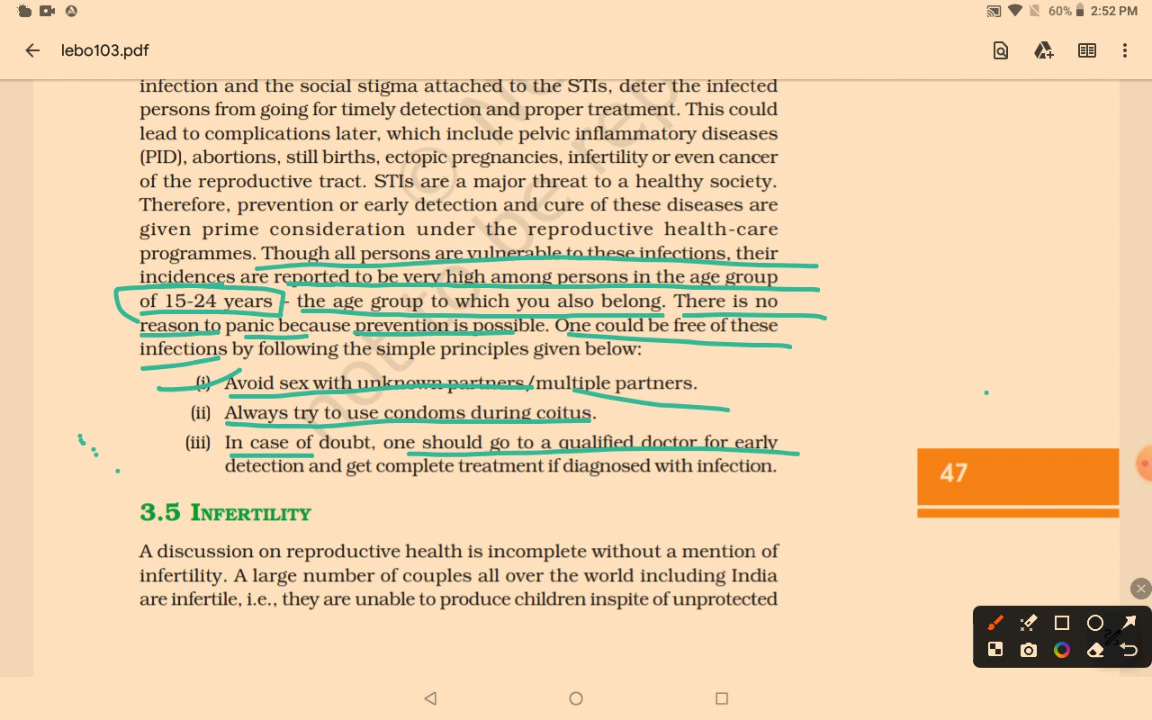 60% 2:52 PM
lebo103.pdf
infection and the social stigma attached to the STIs, deter the infected
persons from going for timely detection and proper treatment. This could
lead to complications later, which include pelvic inflammatory diseases
(PID), abortions, still births, ectopic pregnancies, infertility or even cancer
of the reproductive tract. STIs are a major threat to a healthy society.
Therefore, prevention or early detection and cure of these diseases are
given prime consideration under the reproductive health-care
programmes. Though all persons are vulnerable to these infections, their
incidences are reported to be very high among persons in the age group
of 15-24 years - the age group to which you also belong. There is no
reason to panic because prevention is possible. One could be free of these
infections by following the simple principles given below:
(i) Avoid sex with unknown partners/multiple partners.
(ii) Always try to use condoms during coitus.
(iii) In case of doubt, one should go to a qualified doctor for early
detection and get complete treatment if diagnosed with infection.
47
3.5 INFERTILITY
A discussion on reproductive health is incomplete without a mention of
infertility. A large number of couples all over the world including India
are infertile, i.e., they are unable to produce children inspite of unprotected
© N
not to be rep